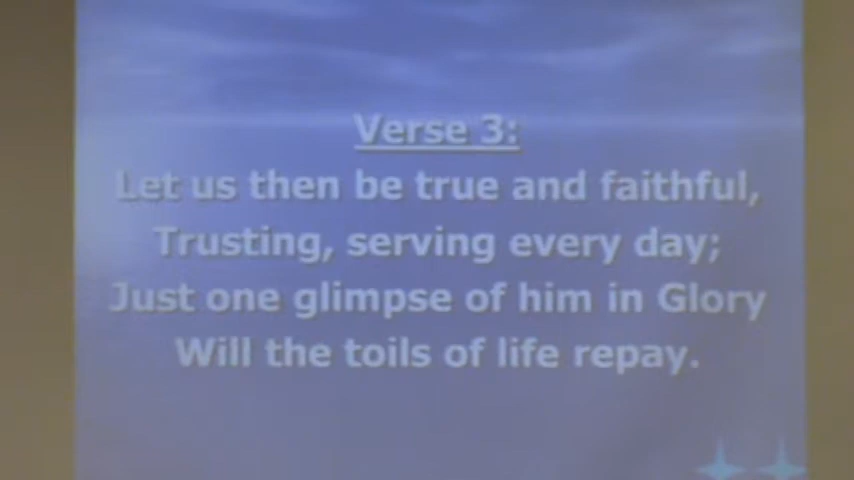 Verse 3:
Let us then be true and faithful,
Trusting, serving every day;
Just one glimpse of him in Glory
Will the toils of life repay.